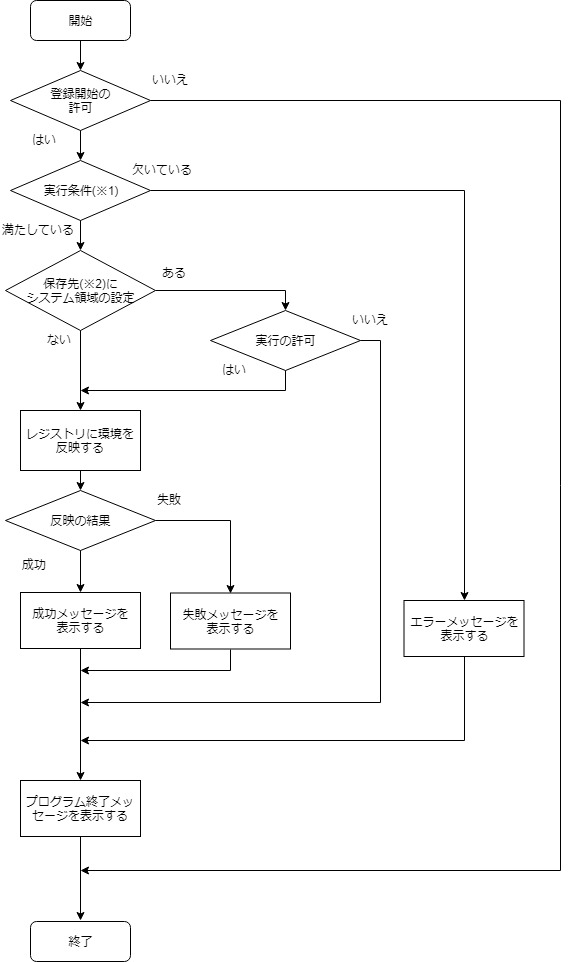 開始
登録開始の
許可
いいえ
はい
実行条件(※1)
欠いている
満たしている
保存先(※2)に
システム領域の設定
ある
ない
実行の許可
いいえ
はい
レジストリに環境を
反映する
反映の結果
失敗
成功
成功メッセージを
表示する
失敗メッセージを
表示する
エラーメッセージを
表示する
プログラム終了メッ
セージを表示する
終了